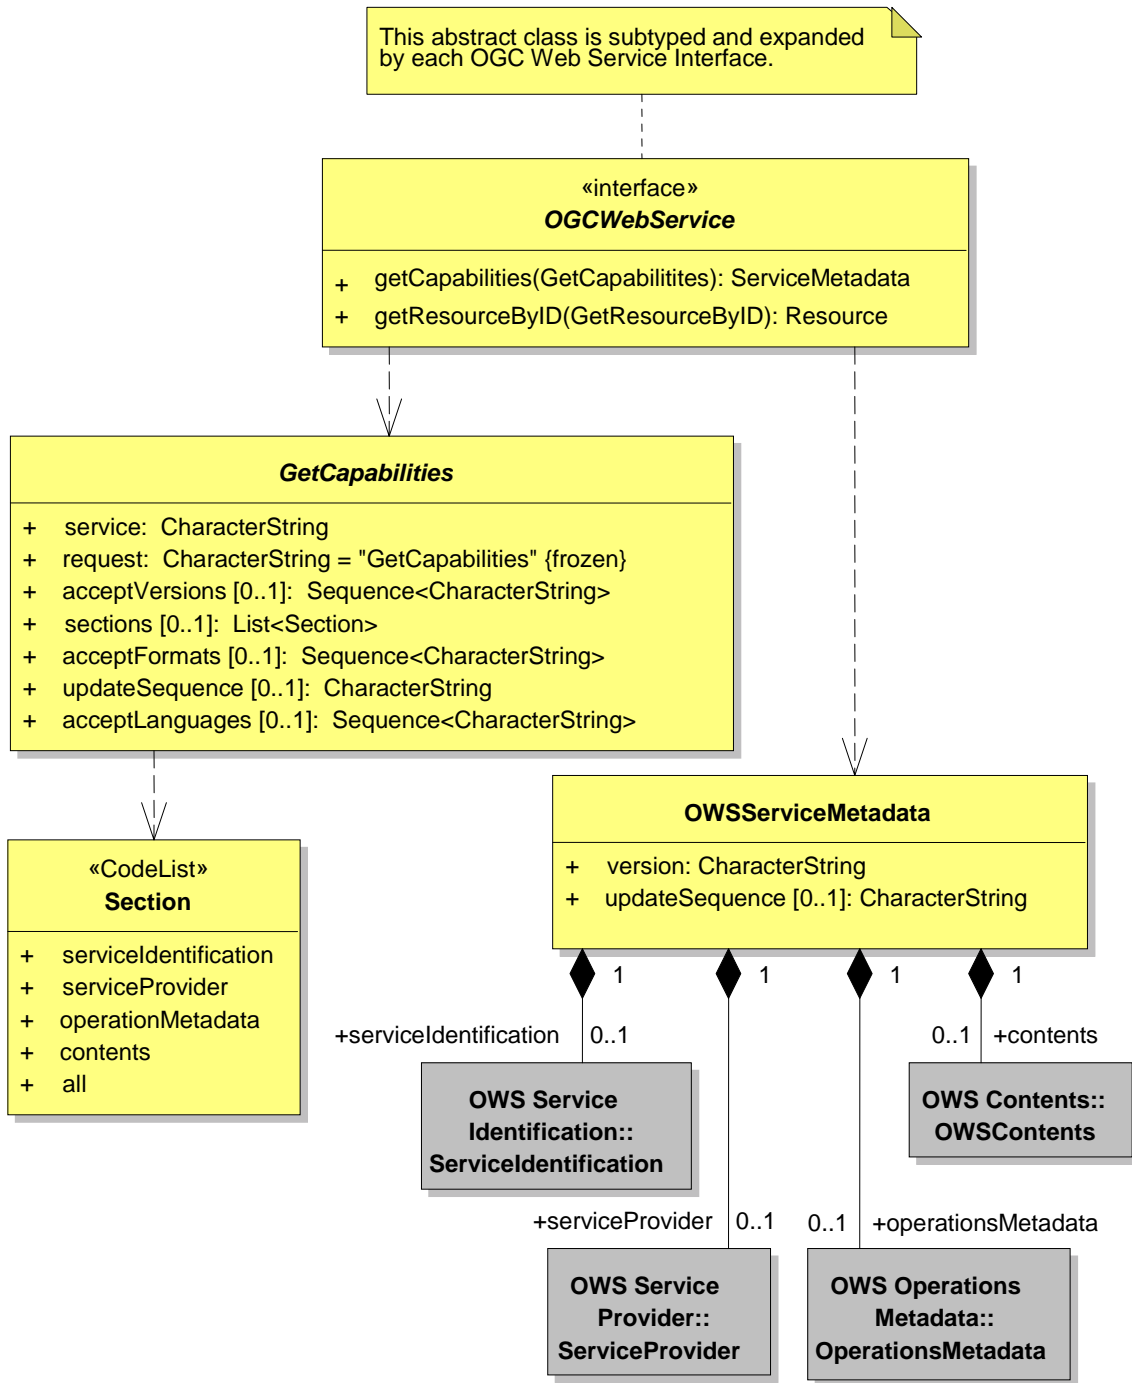 This abstract class is subtyped and expanded
by each OGC Web Service Interface.
«interface»
OGCWebService
+ getCapabilities(GetCapabilitites): ServiceMetadata
+ getResourceByID(GetResourceByID): Resource
GetCapabilities
+ service: CharacterString
+ request: CharacterString = "GetCapabilities" {frozen}
+ acceptVersions [0..1]: Sequence<CharacterString>
+ sections [0..1]: List<Section>
+ acceptFormats [0..1]: Sequence<CharacterString>
+ updateSequence [0..1]: CharacterString
+ acceptLanguages [0..1]: Sequence<CharacterString>
«CodeList»
Section
+ serviceIdentification
+ serviceProvider
+ operationMetadata
+ contents
+ all
OWSServiceMetadata
+ version: CharacterString
+ updateSequence [0..1]: CharacterString
1 1 1 1
+serviceIdentification 0..1
0..1 +contents
OWS Service
Identification::
ServiceIdentification
OWS Contents::
OWSContents
+serviceProvider 0..1
0..1 +operationsMetadata
OWS Service
Provider::
ServiceProvider
OWS Operations
Metadata::
OperationsMetadata